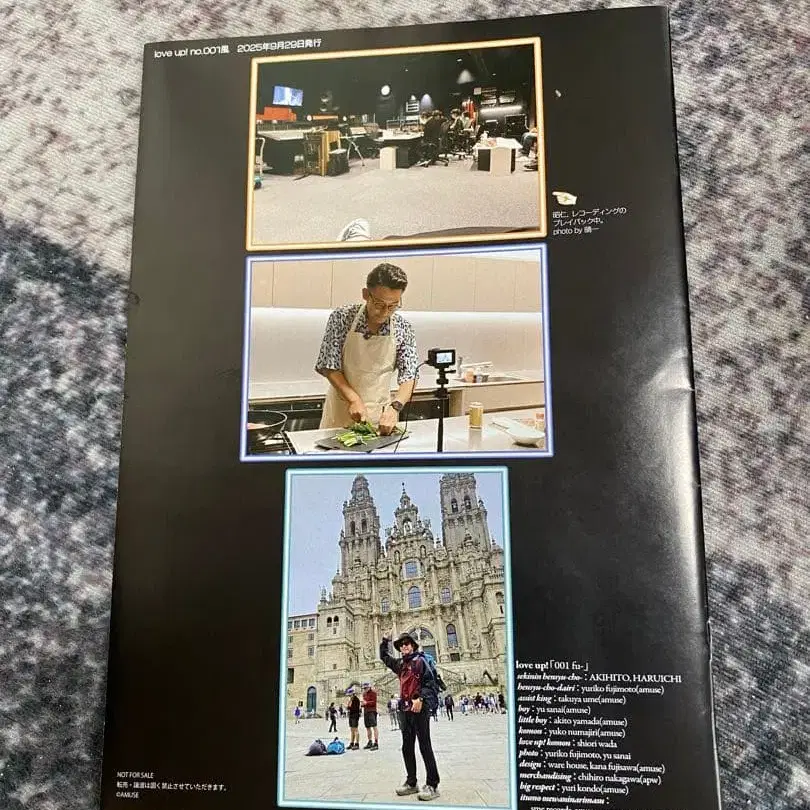 love up! no.001風 2025年9月29日発行
昭仁、レコーディングの
プレイバック中。
photo by 晴一
love up!「001 fu-」
sekinin hensyu-cho-：AKIHITO, HARUICHI
hensyu-cho-dairi：yuriko fujimoto(amuse)
assist king：takuya ume(amuse)
boy：yu sanai(amuse)
little boy：akito yamada(amuse)
komon：yuko numajiri(amuse)
love up! komon：shiori wada
photo：yuriko fujimoto, yu sanai
design：ware house, kana fujisawa(amuse)
merchandising：chihiro nakagawa(apw)
big respect：yuri kondo(amuse)
itumo osewaninarimasu：
NOT FOR SALE
転売・譲渡は固く禁止させていただきます。
©AMUSE